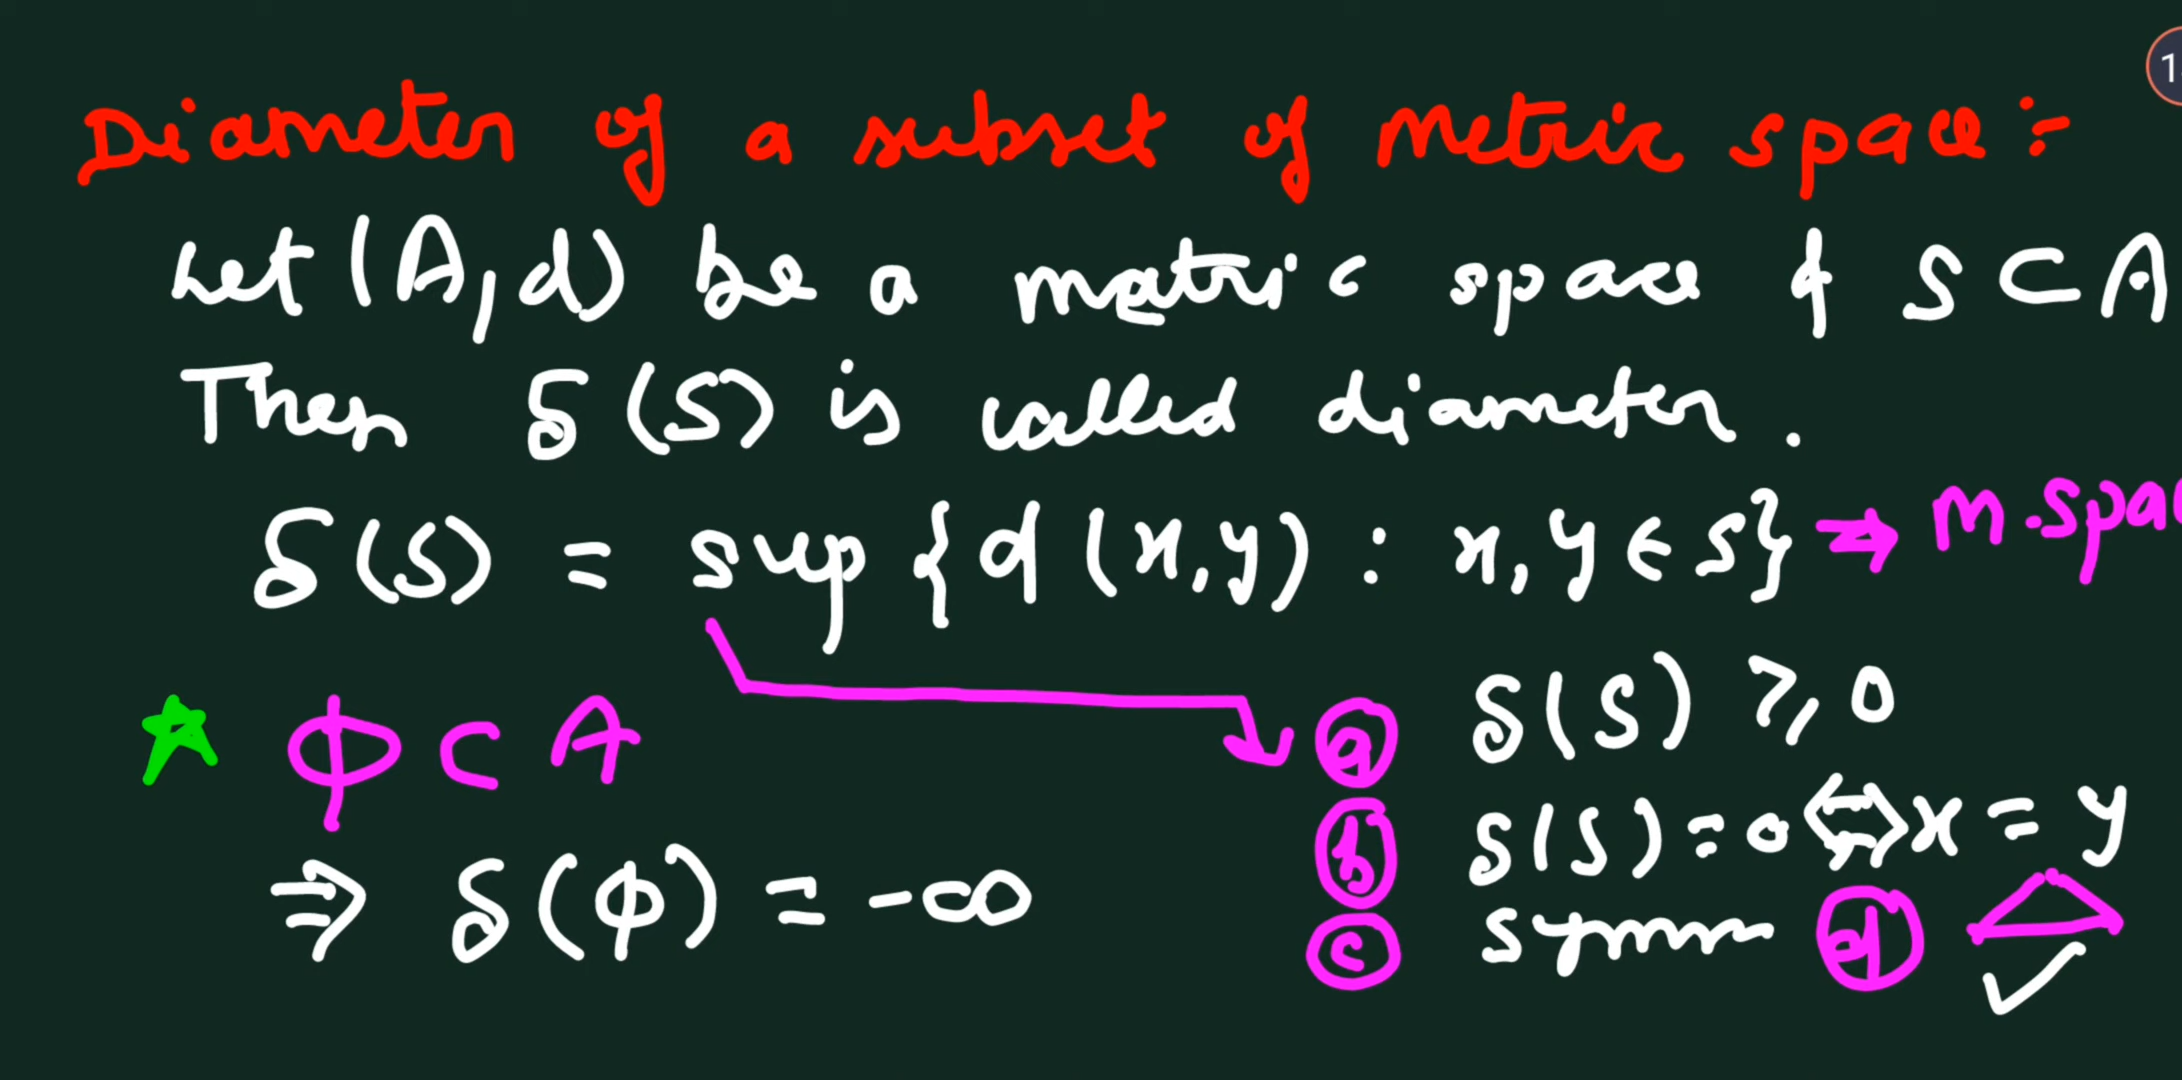 Diameter of a subset of metric space :-
Let (A,d) be a metric space & S ⊂ A
Then δ(S) is called diameter.
δ(S) = sup {d(x,y) : x,y ∈ S} → m.spa
ϕ ⊂ A
⇒ δ(ϕ) = -∞
ⓐ δ(S) ≥ 0
ⓑ δ(S) = 0 ⇔ x = y
ⓒ symm ⓓ △ ✓